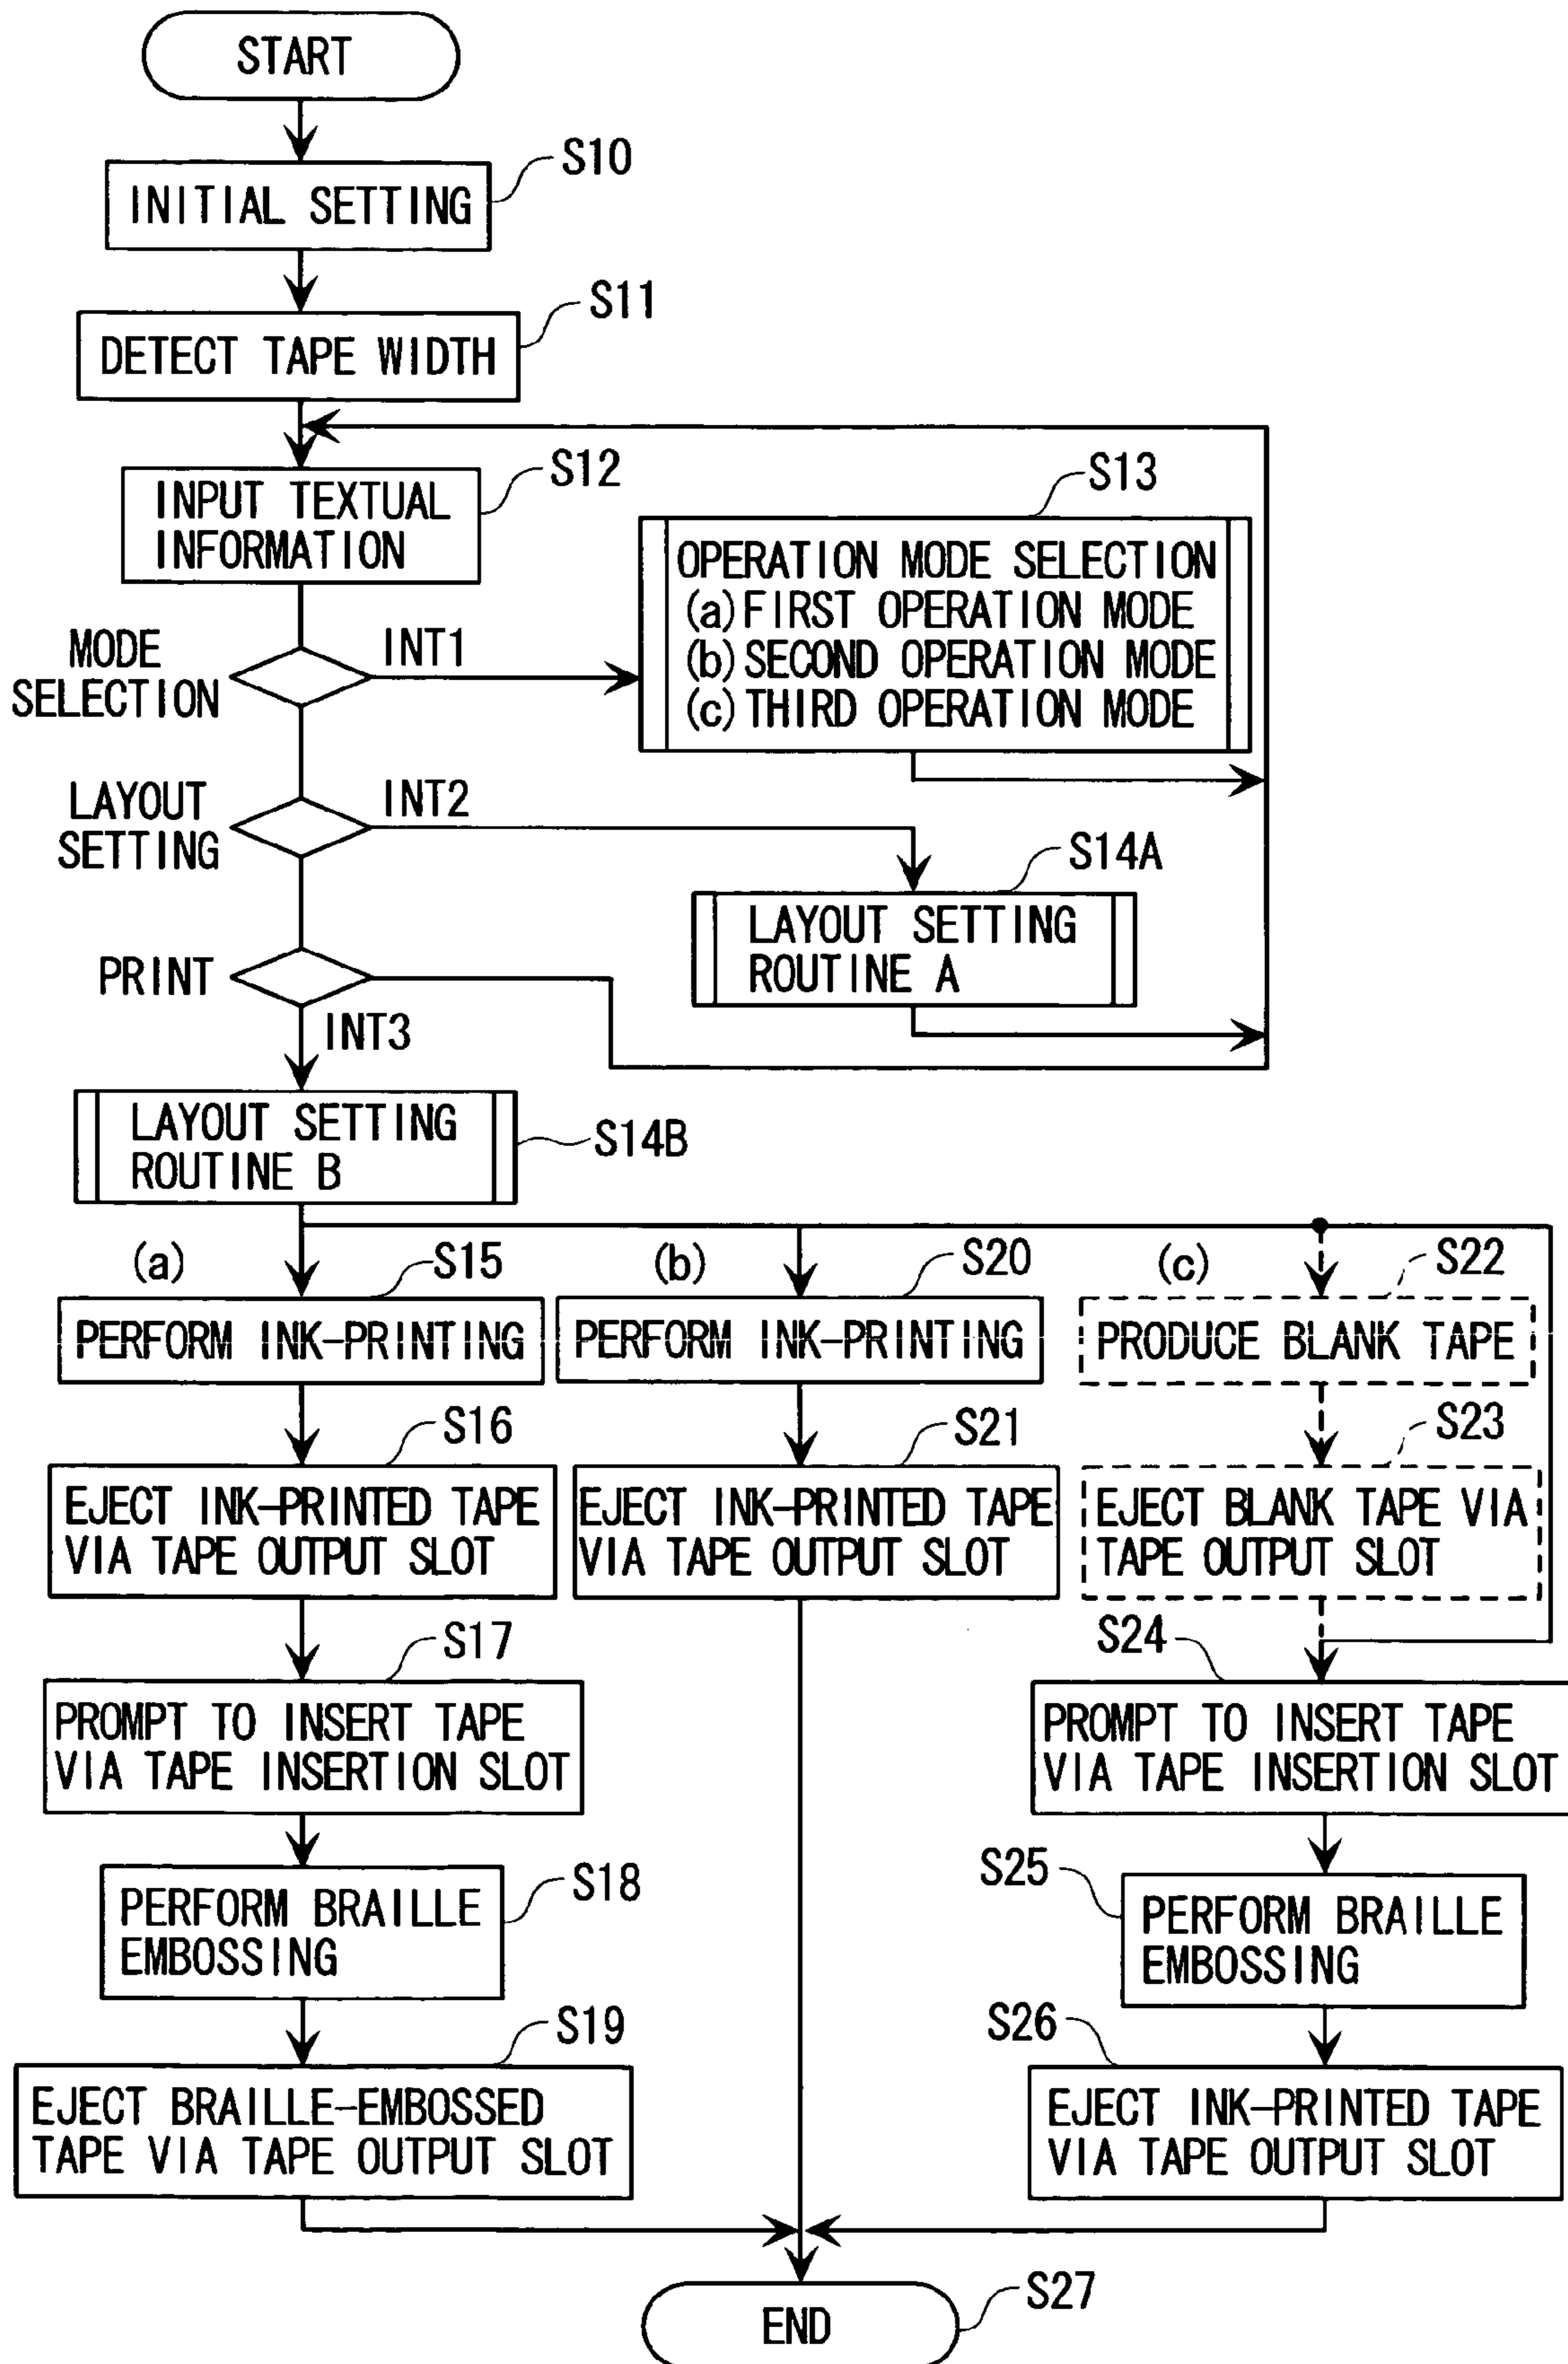 START
S10
INITIAL SETTING
S11
DETECT TAPE WIDTH
S12
INPUT TEXTUAL
INFORMATION
S13
OPERATION MODE SELECTION
(a) FIRST OPERATION MODE
(b) SECOND OPERATION MODE
(c) THIRD OPERATION MODE
MODE
SELECTION
INT1
LAYOUT
SETTING
INT2
S14A
LAYOUT SETTING
ROUTINE A
PRINT
INT3
LAYOUT SETTING
ROUTINE B
S14B
(a)
S15
PERFORM INK-PRINTING
S16
EJECT INK-PRINTED TAPE
VIA TAPE OUTPUT SLOT
S17
PROMPT TO INSERT TAPE
VIA TAPE INSERTION SLOT
S18
PERFORM BRAILLE
EMBOSSING
S19
EJECT BRAILLE-EMBOSSED
TAPE VIA TAPE OUTPUT SLOT
(b)
S20
PERFORM INK-PRINTING
S21
EJECT INK-PRINTED TAPE
VIA TAPE OUTPUT SLOT
(c)
S22
PRODUCE BLANK TAPE
S23
EJECT BLANK TAPE VIA
TAPE OUTPUT SLOT
S24
PROMPT TO INSERT TAPE
VIA TAPE INSERTION SLOT
S25
PERFORM BRAILLE
EMBOSSING
S26
EJECT INK-PRINTED TAPE
VIA TAPE OUTPUT SLOT
S27
END